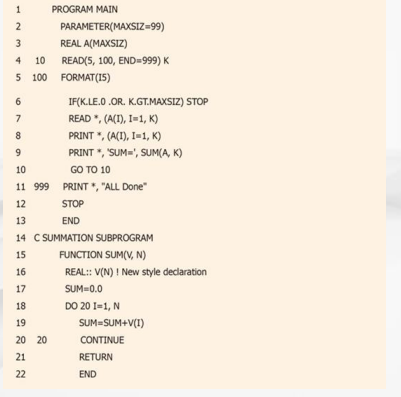 1 PROGRAM MAIN
2 PARAMETER(MAXSIZ=99)
3 REAL A(MAXSIZ)
4 10 READ(5, 100, END=999) K
5 100 FORMAT(I5)
6 IF(K.LE.0 .OR. K.GT.MAXSIZ) STOP
7 READ *, (A(I), I=1, K)
8 PRINT *, (A(I), I=1, K)
9 PRINT *, 'SUM=', SUM(A, K)
10 GO TO 10
11 999 PRINT *, "ALL Done"
12 STOP
13 END
14 C SUMMATION SUBPROGRAM
15 FUNCTION SUM(V, N)
16 REAL:: V(N) ! New style declaration
17 SUM=0.0
18 DO 20 I=1, N
19 SUM=SUM+V(I)
20 20 CONTINUE
21 RETURN
22 END